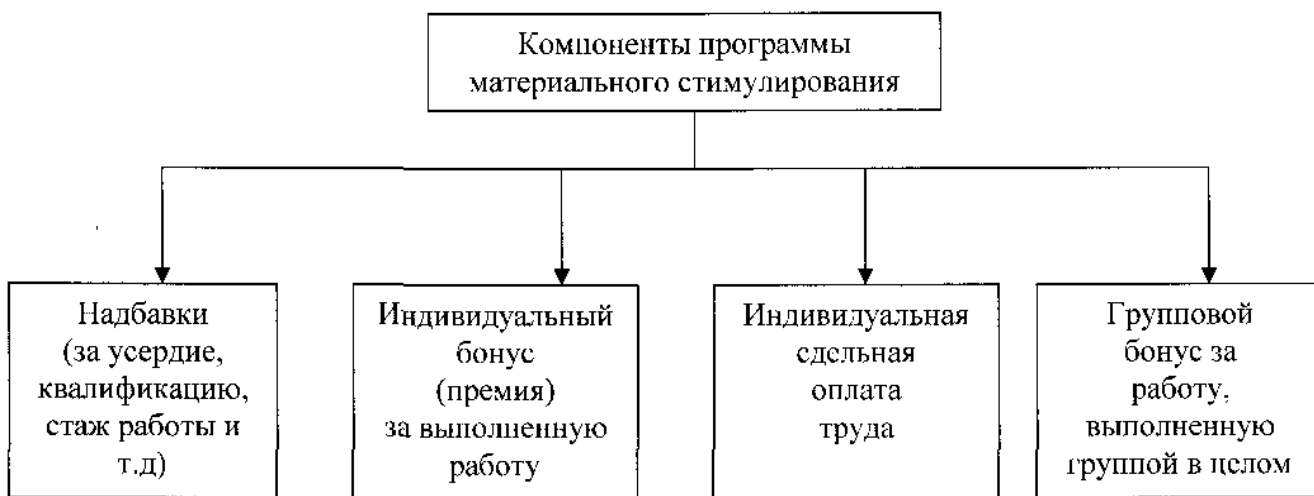 Компоненты программы
материального стимулирования
Надбавки
(за усердие,
квалификацию,
стаж работы и
т.д)
Индивидуальный
бонус
(премия)
за выполненную
работу
Индивидуальная
сдельная
оплата
труда
Групповой
бонус за
работу,
выполненную
группой в целом